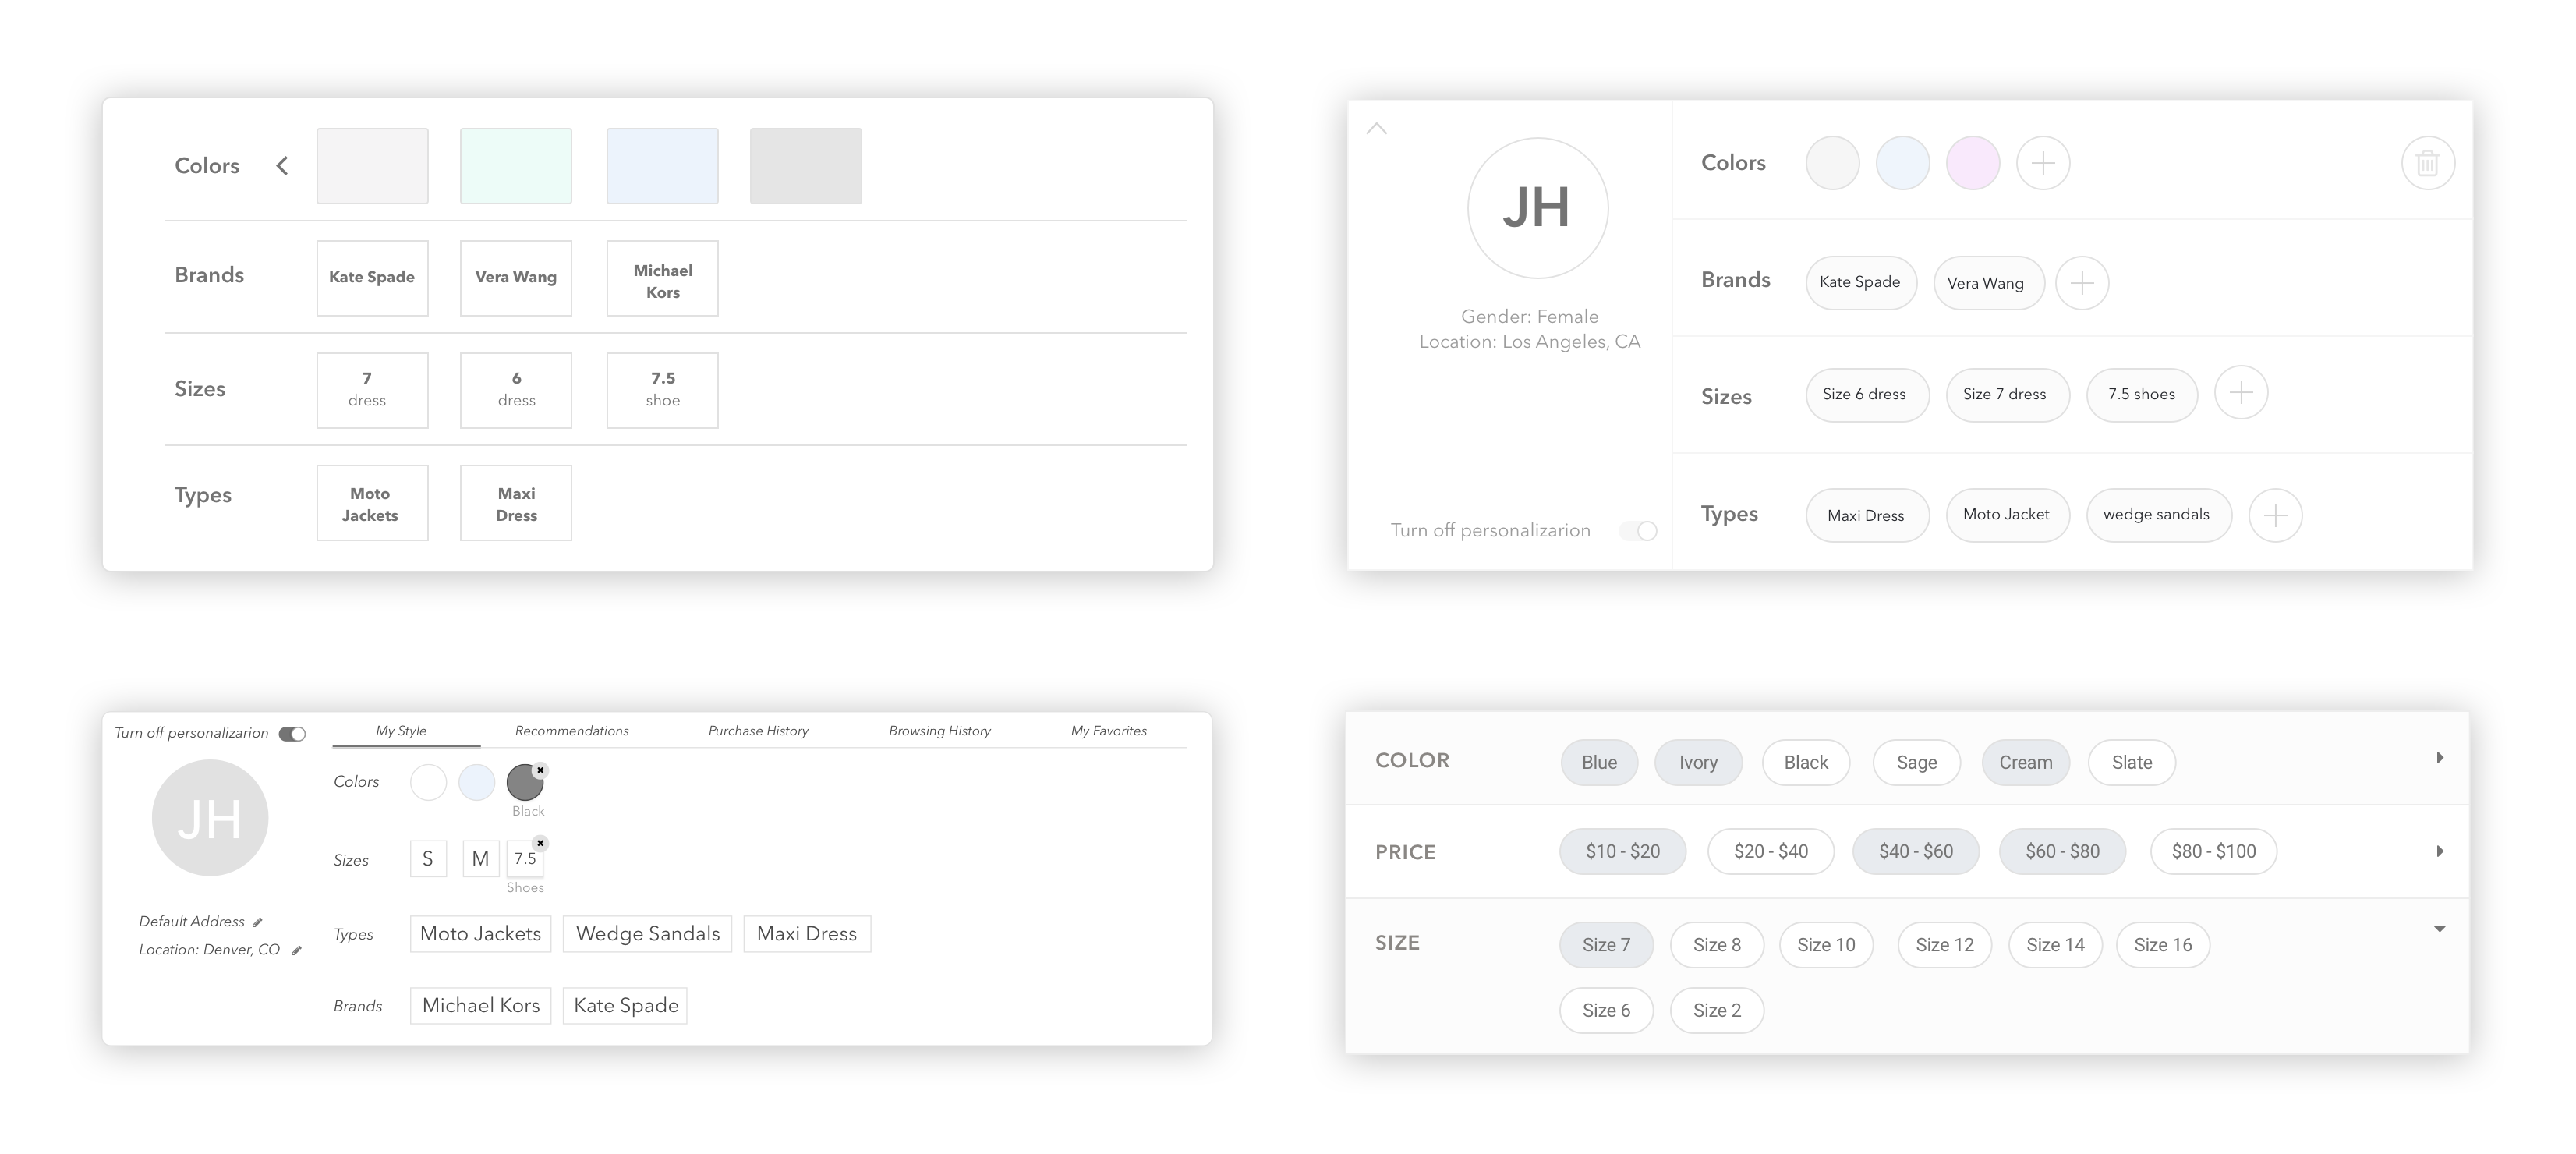 Colors
Brands
Kate Spade
Vera Wang
Michael
Kors
Sizes
7
dress
6
dress
7.5
shoe
Types
Moto
Jackets
Maxi
Dress
JH
Gender: Female
Location: Los Angeles, CA
Turn off personalizarion
Colors
Brands
Kate Spade
Vera Wang
Sizes
Size 6 dress
Size 7 dress
7.5 shoes
Types
Maxi Dress
Moto Jacket
wedge sandals
Turn off personalizarion
JH
Default Address
Location: Denver, CO
My Style
Recommendations
Purchase History
Browsing History
My Favorites
Colors
Black
Sizes
S
M
7.5
Shoes
Types
Moto Jackets
Wedge Sandals
Maxi Dress
Brands
Michael Kors
Kate Spade
COLOR
Blue
Ivory
Black
Sage
Cream
Slate
PRICE
$10 - $20
$20 - $40
$40 - $60
$60 - $80
$80 - $100
SIZE
Size 7
Size 8
Size 10
Size 12
Size 14
Size 16
Size 6
Size 2